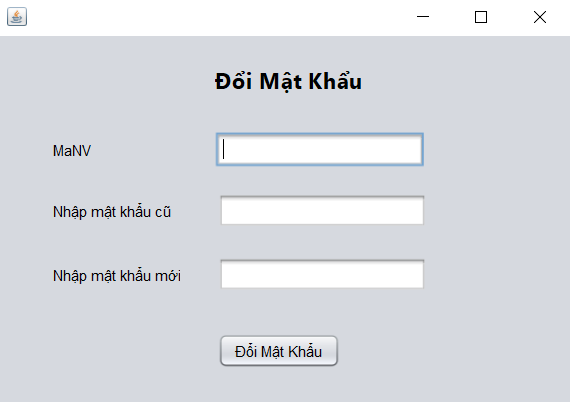 Đổi Mật Khẩu
MaNV
Nhập mật khẩu cũ
Nhập mật khẩu mới
Đổi Mật Khẩu